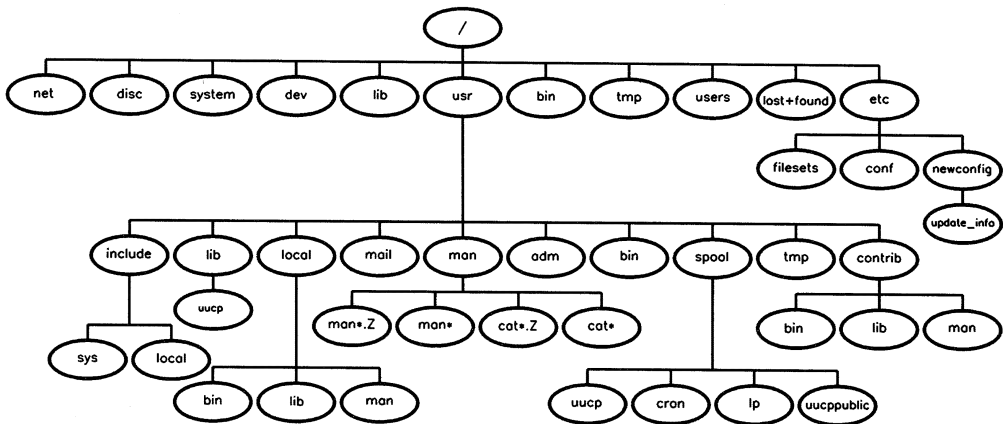 /
net disc system dev lib usr bin tmp users lost+found etc
filesets conf newconfig
update_info
include lib local mail man adm bin spool tmp contrib
uucp
man*.Z man* cat*.Z cat* bin lib man
sys local
bin lib man uucp cron lp uucppublic